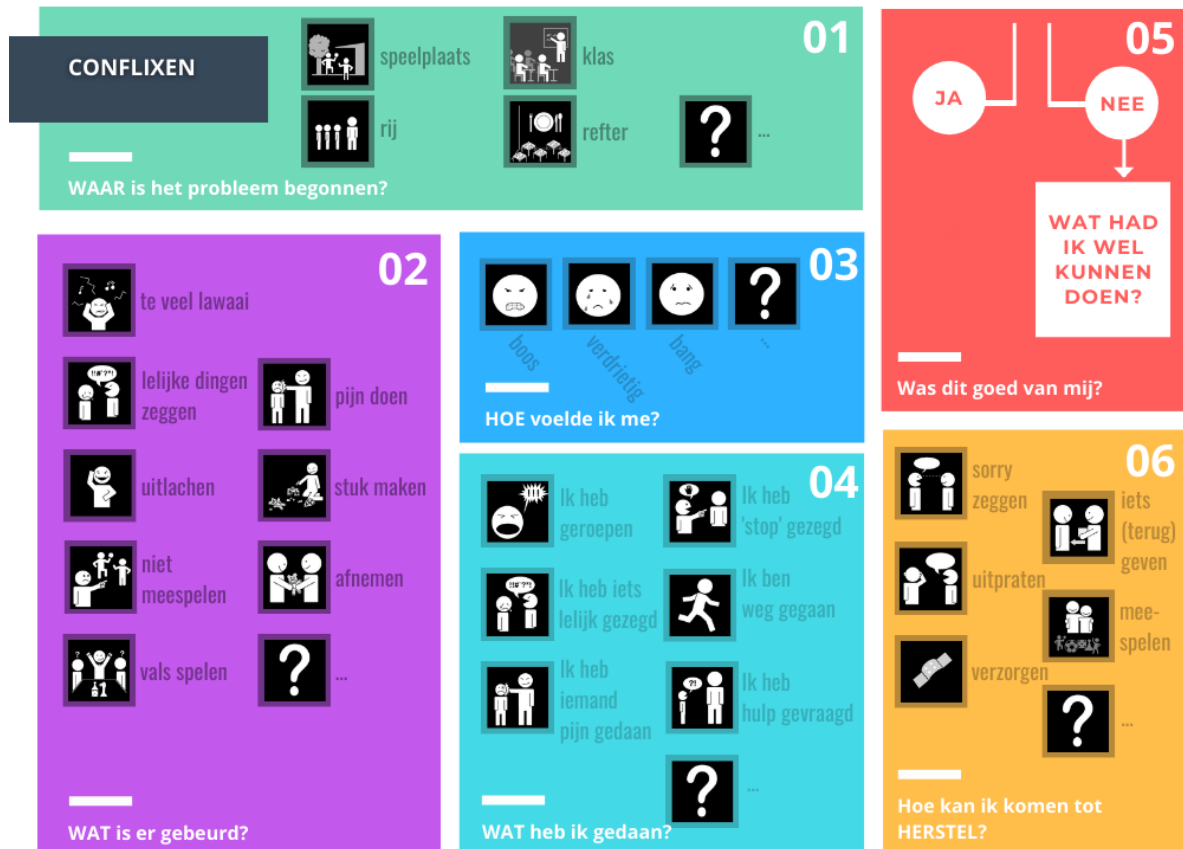 CONFLIXEN
01
speelplaats
klas
rij
refter
?
...
WAAR is het probleem begonnen?
02
te veel lawaai
!!#*?*!
lelijke dingen
zeggen
pijn doen
uitlachen
stuk maken
niet
meespelen
afnemen
? ?
vals spelen
?
...
WAT is er gebeurd?
03
?
boos
verdrietig
bang
...
HOE voelde ik me?
04
!!!
Ik heb
geroepen
Ik heb
'stop' gezegd
!!#*?*!
Ik heb iets
lelijk gezegd
Ik ben
weg gegaan
Ik heb
iemand
pijn gedaan
?!
Ik heb
hulp gevraagd
?
...
WAT heb ik gedaan?
05
JA
NEE
WAT HAD
IK WEL
KUNNEN
DOEN?
Was dit goed van mij?
06
sorry
zeggen
iets
(terug)
geven
uitpraten
mee-
spelen
verzorgen
?
...
Hoe kan ik komen tot
HERSTEL?